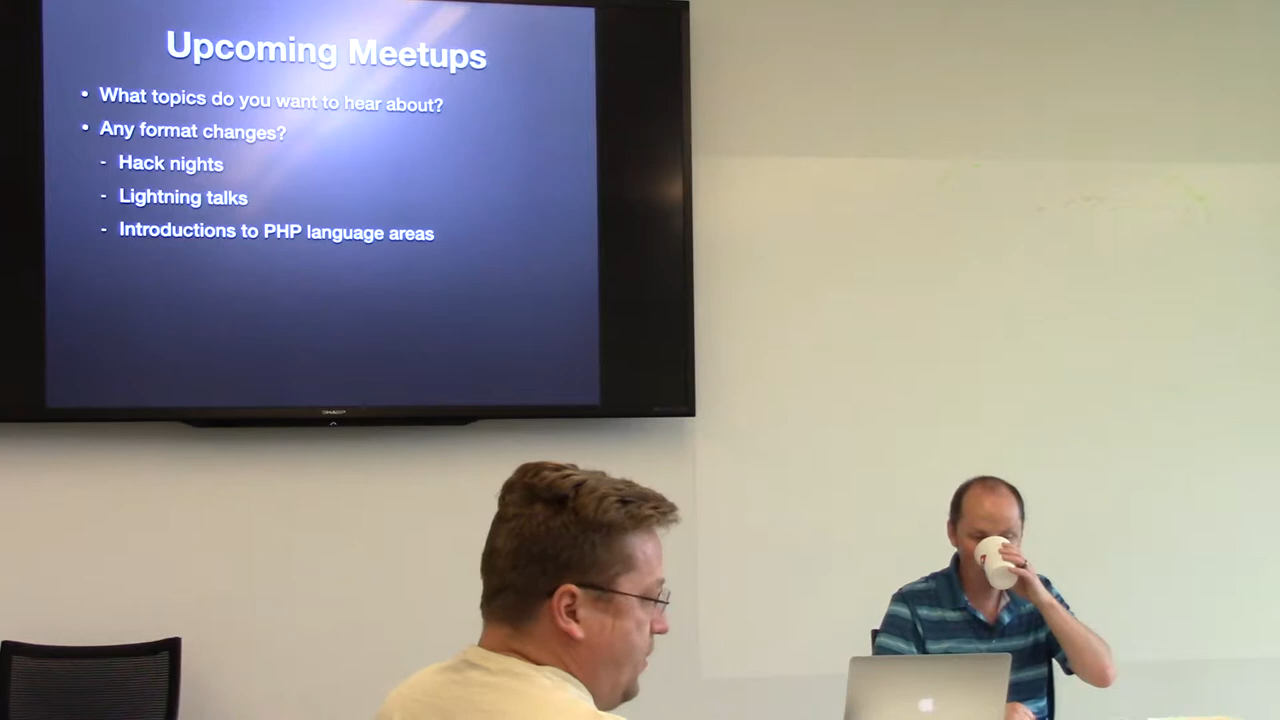 Upcoming Meetups
• What topics do you want to hear about?
• Any format changes?
- Hack nights
- Lightning talks
- Introductions to PHP language areas
SHARP